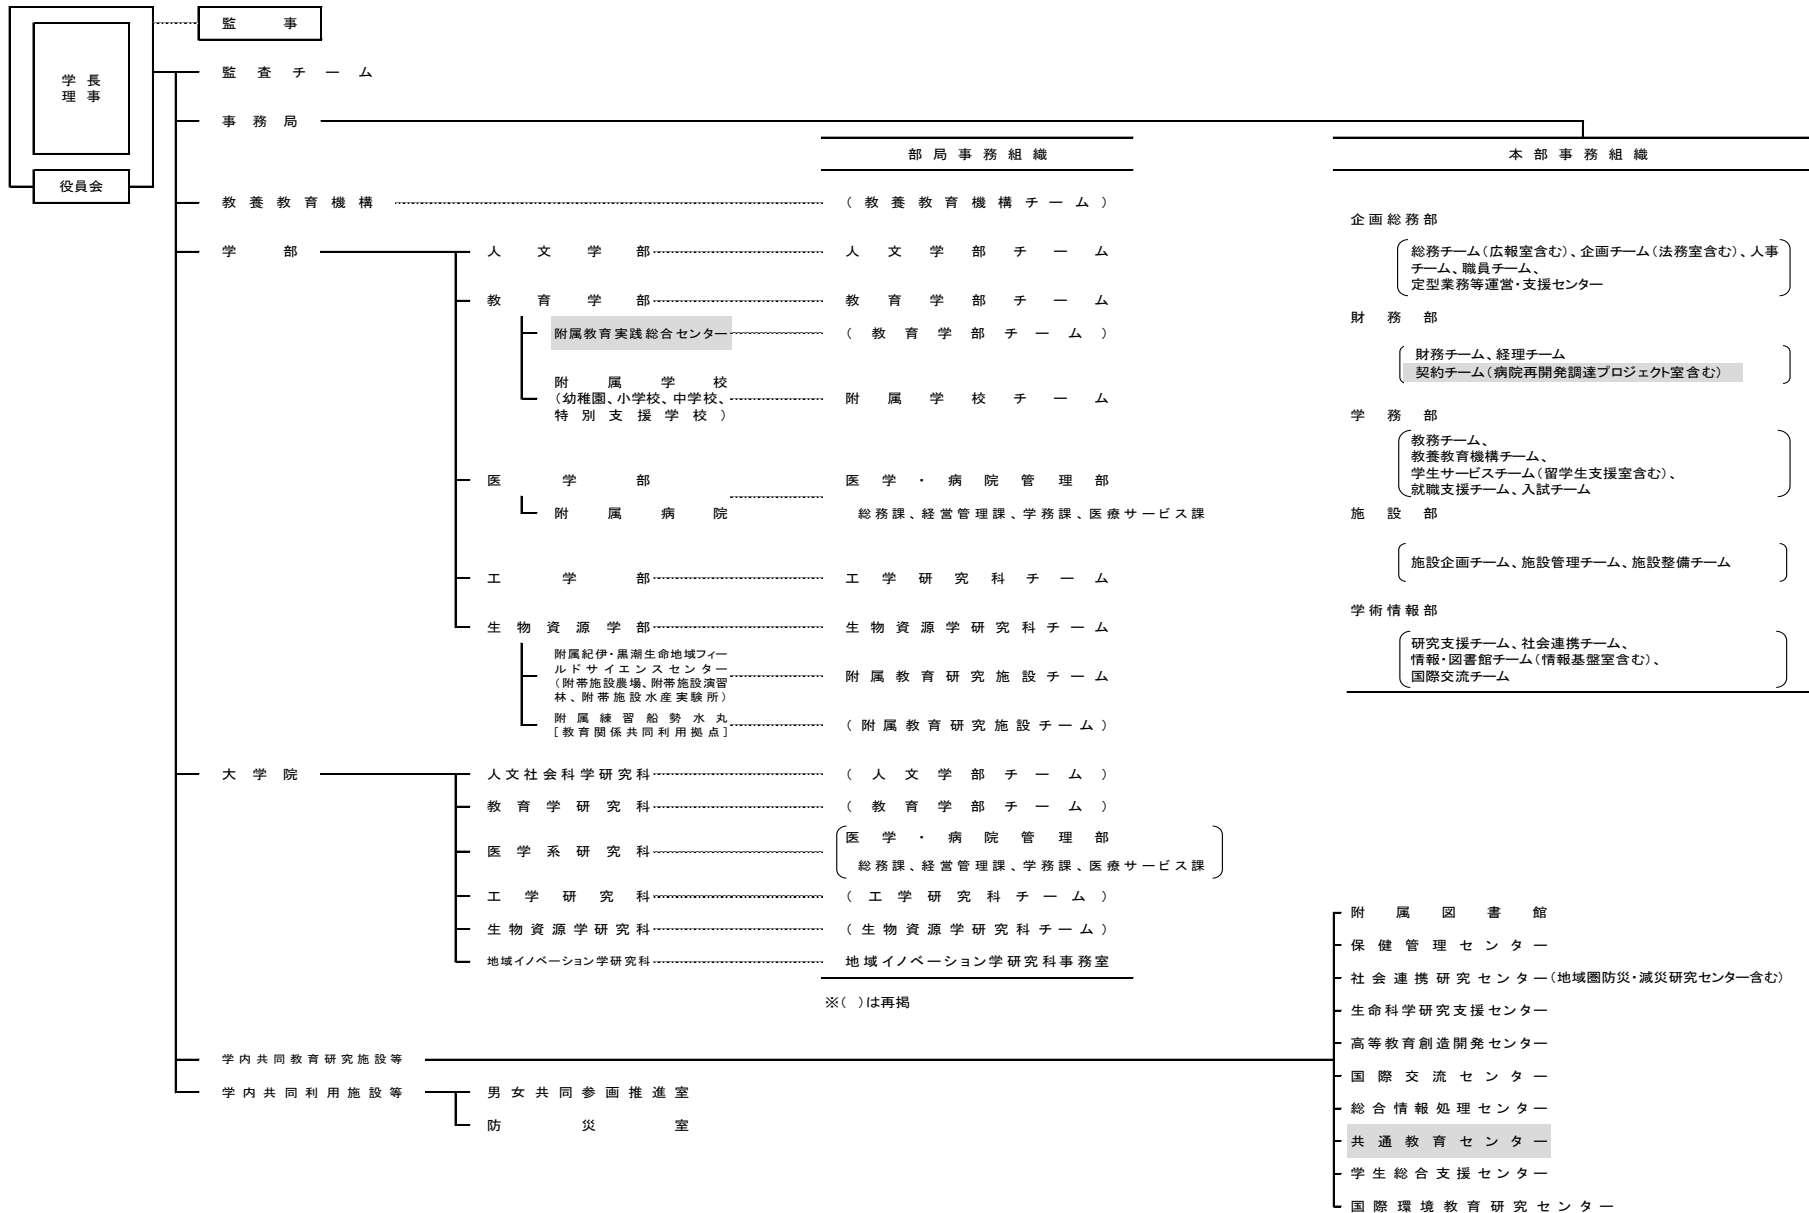 監事
学長
理事
監査チーム
事務局
部局事務組織
本部事務組織
役員会
教養教育機構
（教養教育機構チーム）
企画総務部
総務チーム（広報室含む）、企画チーム（法務室含む）、人事
チーム、職員チーム、
定型業務等運営・支援センター
財務部
財務チーム、経理チーム
契約チーム（病院再開発調達プロジェクト室含む）
学務部
教務チーム、
教養教育機構チーム、
学生サービスチーム（留学生支援室含む）、
就職支援チーム、入試チーム
施設部
施設企画チーム、施設管理チーム、施設整備チーム
学術情報部
研究支援チーム、社会連携チーム、
情報・図書館チーム（情報基盤室含む）、
国際交流チーム
学部
人文学部
人文学部チーム
教育学部
教育学部チーム
附属教育実践総合センター
（教育学部チーム）
附属学校
（幼稚園、小学校、中学校、
特別支援学校）
附属学校チーム
医学部
医学・病院管理部
附属病院
総務課、経営管理課、学務課、医療サービス課
工学部
工学研究科チーム
生物資源学部
生物資源学研究科チーム
附属紀伊・黒潮生命地域フィー
ルドサイエンスセンター
（附帯施設農場、附帯施設演習
林、附帯施設水産実験所）
附属教育研究施設チーム
附属練習船勢水丸
［教育関係共同利用拠点］
（附属教育研究施設チーム）
大学院
人文社会科学研究科
（人文学部チーム）
教育学研究科
（教育学部チーム）
医学系研究科
医学・病院管理部
総務課、経営管理課、学務課、医療サービス課
工学研究科
（工学研究科チーム）
生物資源学研究科
（生物資源学研究科チーム）
地域イノベーション学研究科
地域イノベーション学研究科事務室
※（ ）は再掲
学内共同教育研究施設等
附属図書館
保健管理センター
社会連携研究センター（地域圏防災・減災研究センター含む）
生命科学研究支援センター
高等教育創造開発センター
国際交流センター
総合情報処理センター
共通教育センター
学生総合支援センター
国際環境教育研究センター
学内共同利用施設等
男女共同参画推進室
防災室